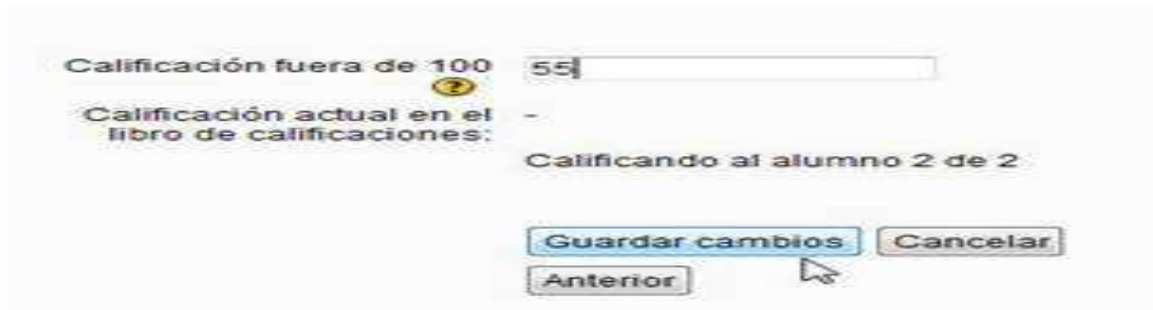 Calificación fuera de 100 55
?
Calificación actual en el -
libro de calificaciones:
Calificando al alumno 2 de 2
Guardar cambios Cancelar
Anterior